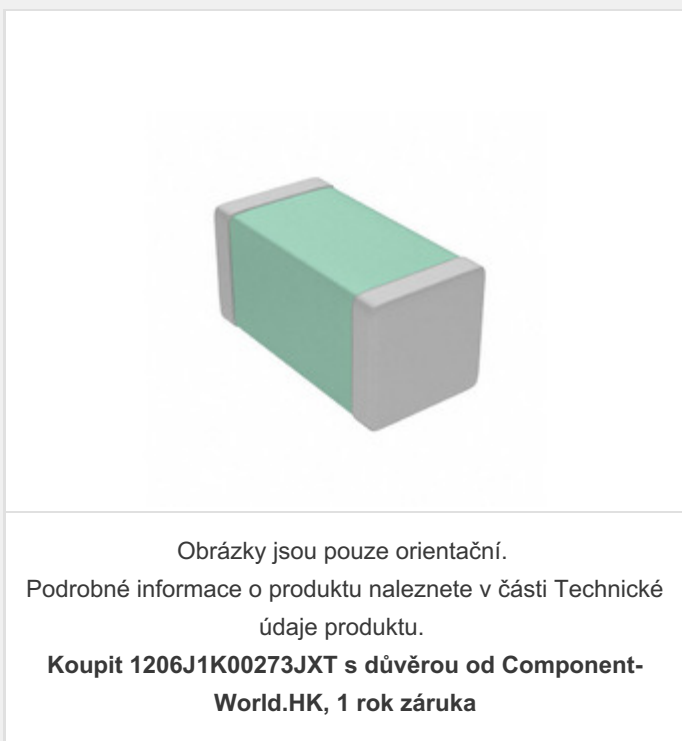 Obrázky jsou pouze orientační.
Podrobné informace o produktu naleznete v části Technické
údaje produktu.
Koupit 1206J1K00273JXT s důvěrou od Component-
World.HK, 1 rok záruka